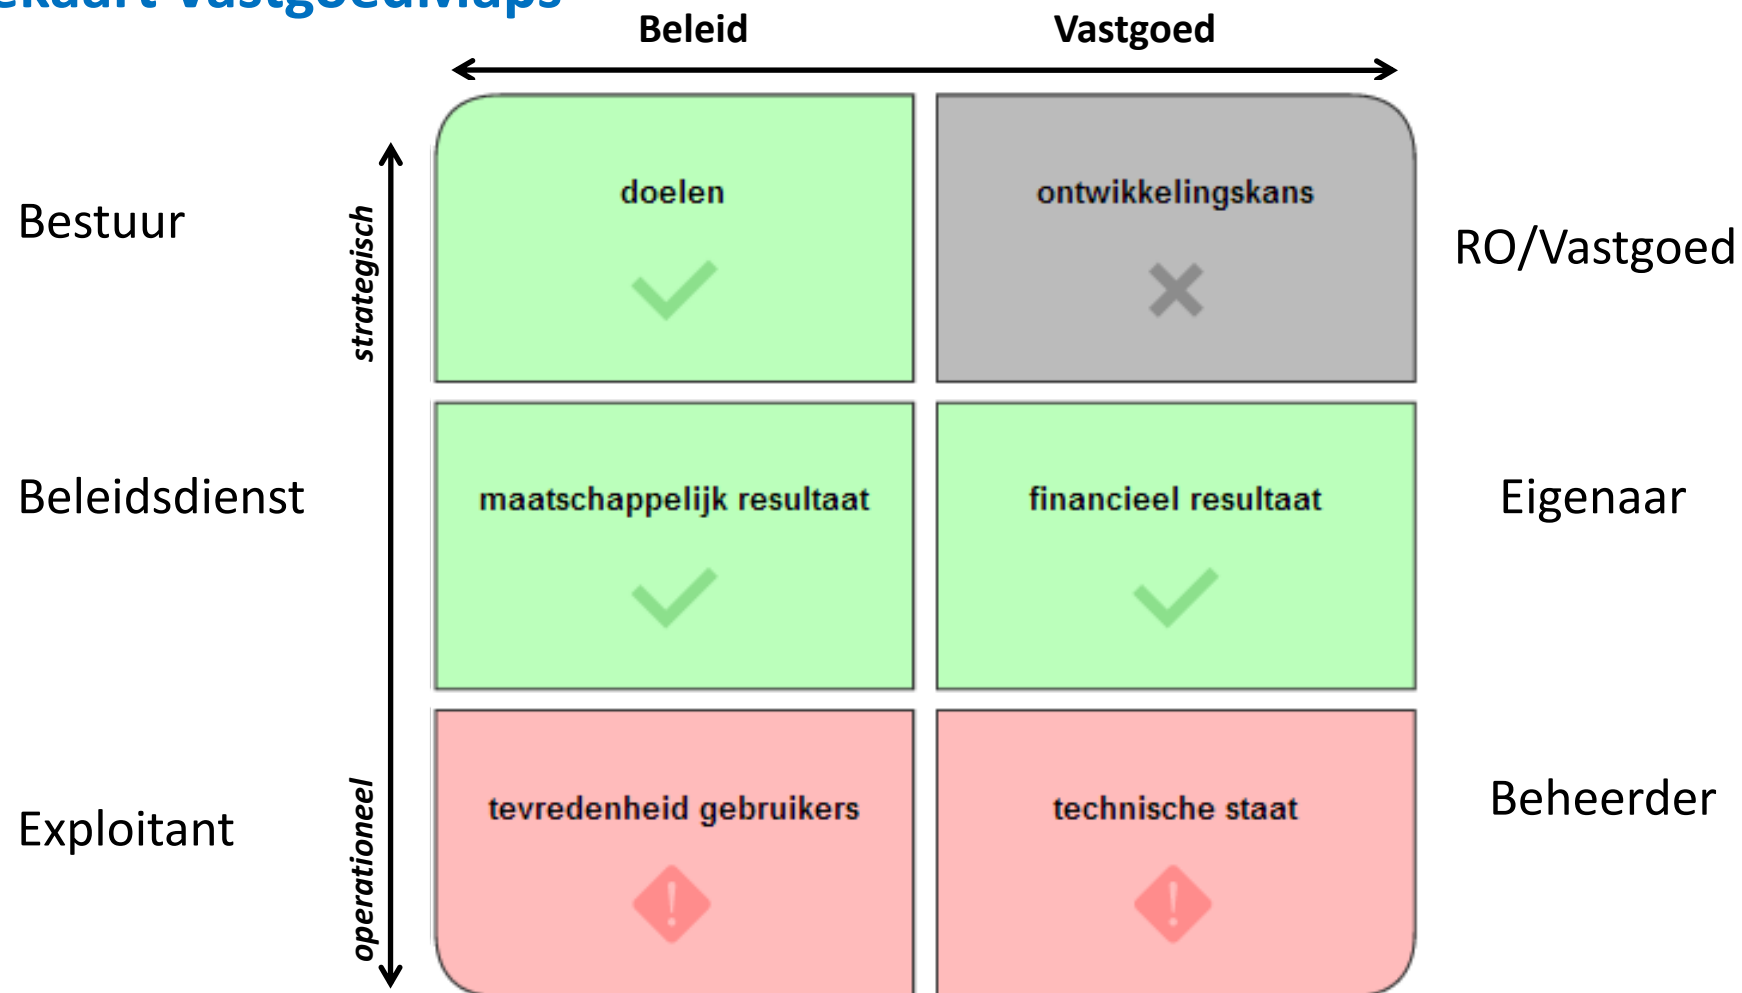 VastgoedMaps
Beleid
Vastgoed
strategisch
doelen
ontwikkelingskans
Bestuur
RO/Vastgoed
maatschappelijk resultaat
financieel resultaat
Beleidsdienst
Eigenaar
operationeel
tevredenheid gebruikers
technische staat
Exploitant
Beheerder